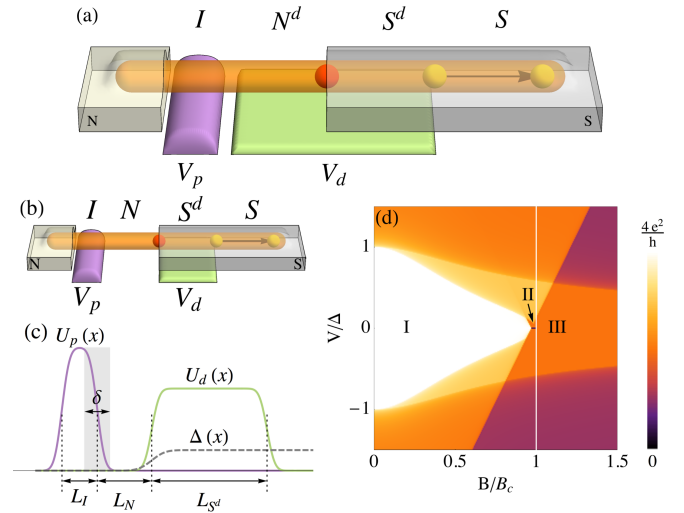 (a)
I N^d S^d S
N
S
V_p V_d
(b)
I N S^d S
N
S
V_p V_d
(c)
U_p (x)
U_d (x)
δ
Δ (x)
L_I L_N L_{S^d}
(d)
4 e^2
h
1
II
V/Δ
0
I
III
−1
0
0 0.5 1 1.5
B/B_c